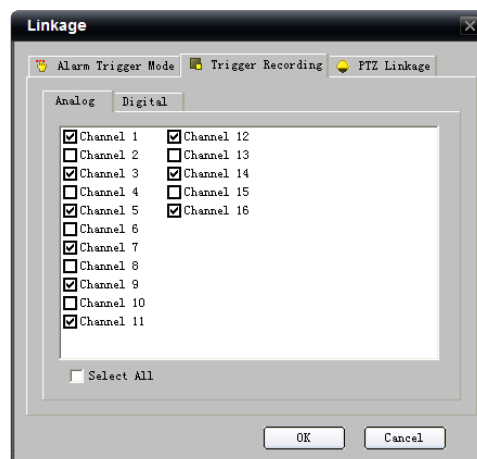 Linkage
Alarm Trigger Mode Trigger Recording PTZ Linkage
Analog Digital
Channel 1
Channel 2
Channel 3
Channel 4
Channel 5
Channel 6
Channel 7
Channel 8
Channel 9
Channel 10
Channel 11
Channel 12
Channel 13
Channel 14
Channel 15
Channel 16
Select All
OK Cancel